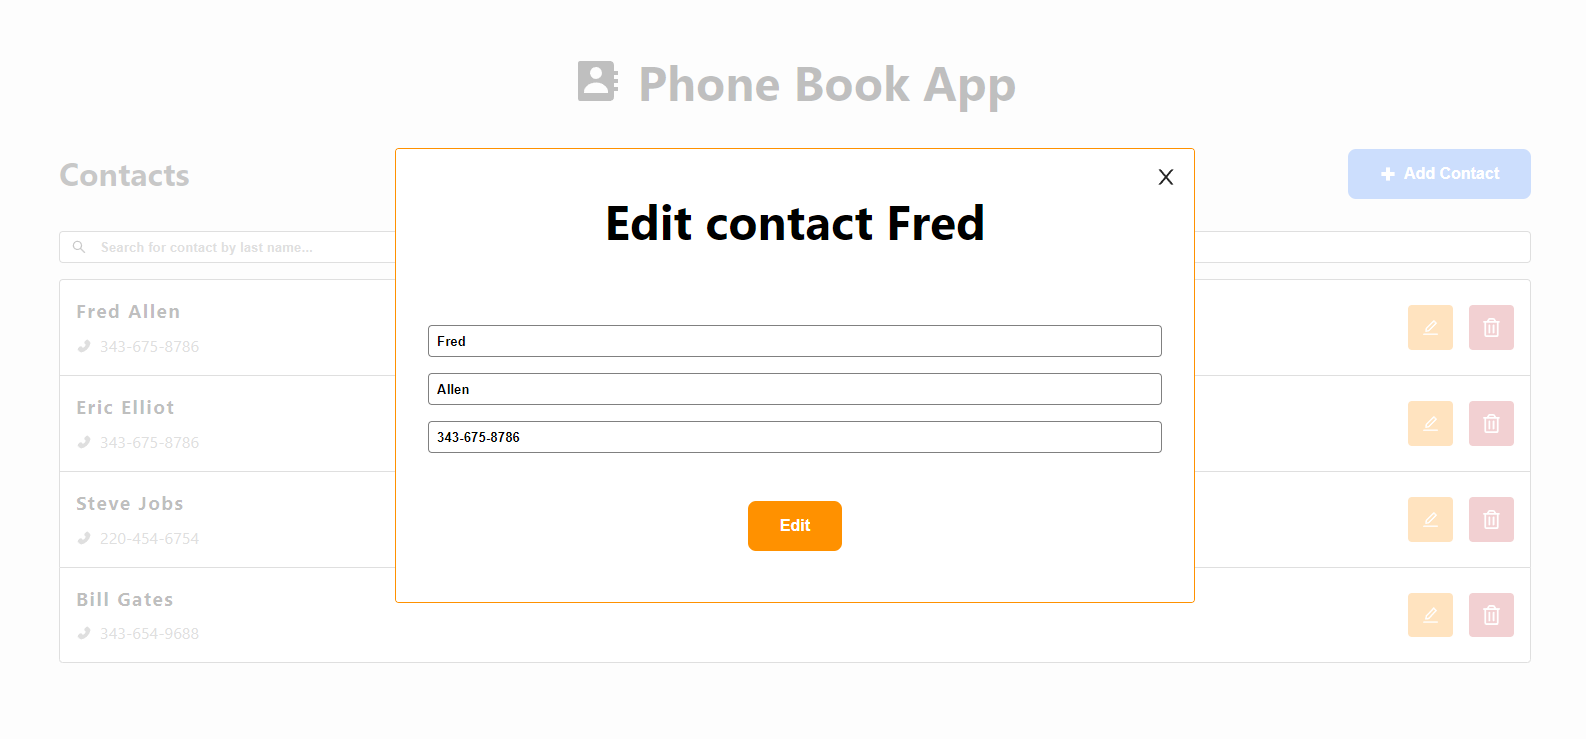 Phone Book App
Contacts
Add Contact
Search for contact by last name...
Fred Allen
343-675-8786
Eric Elliot
343-675-8786
Steve Jobs
220-454-6754
Bill Gates
343-654-9688
Edit contact Fred
Fred
Allen
343-675-8786
Edit